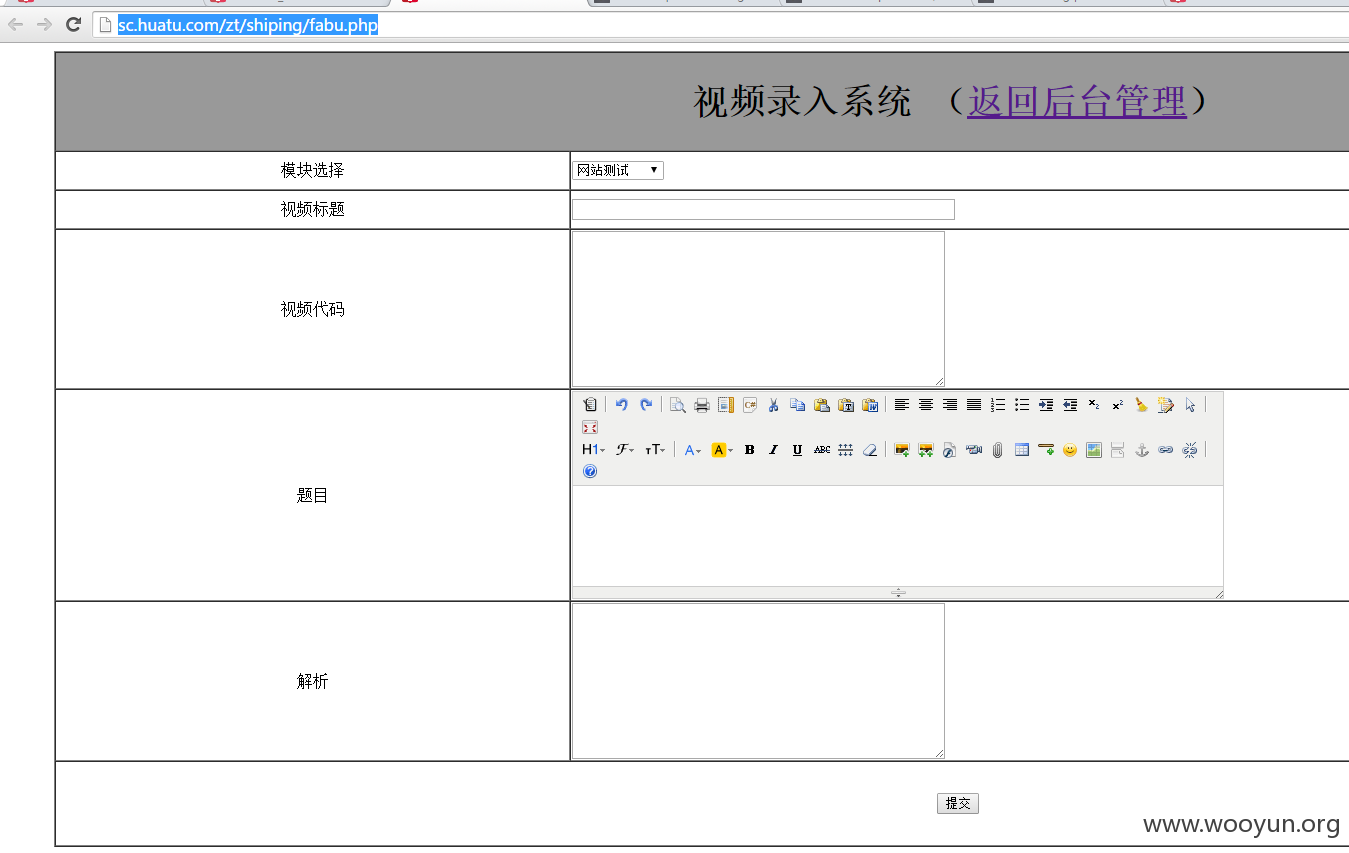 sc.huatu.com/zt/shiping/fabu.php
视频录入系统 （返回后台管理）
模块选择 网站测试
视频标题
视频代码
题目
H1 F TT A A B I U ABC
解析
提交
www.wooyun.org